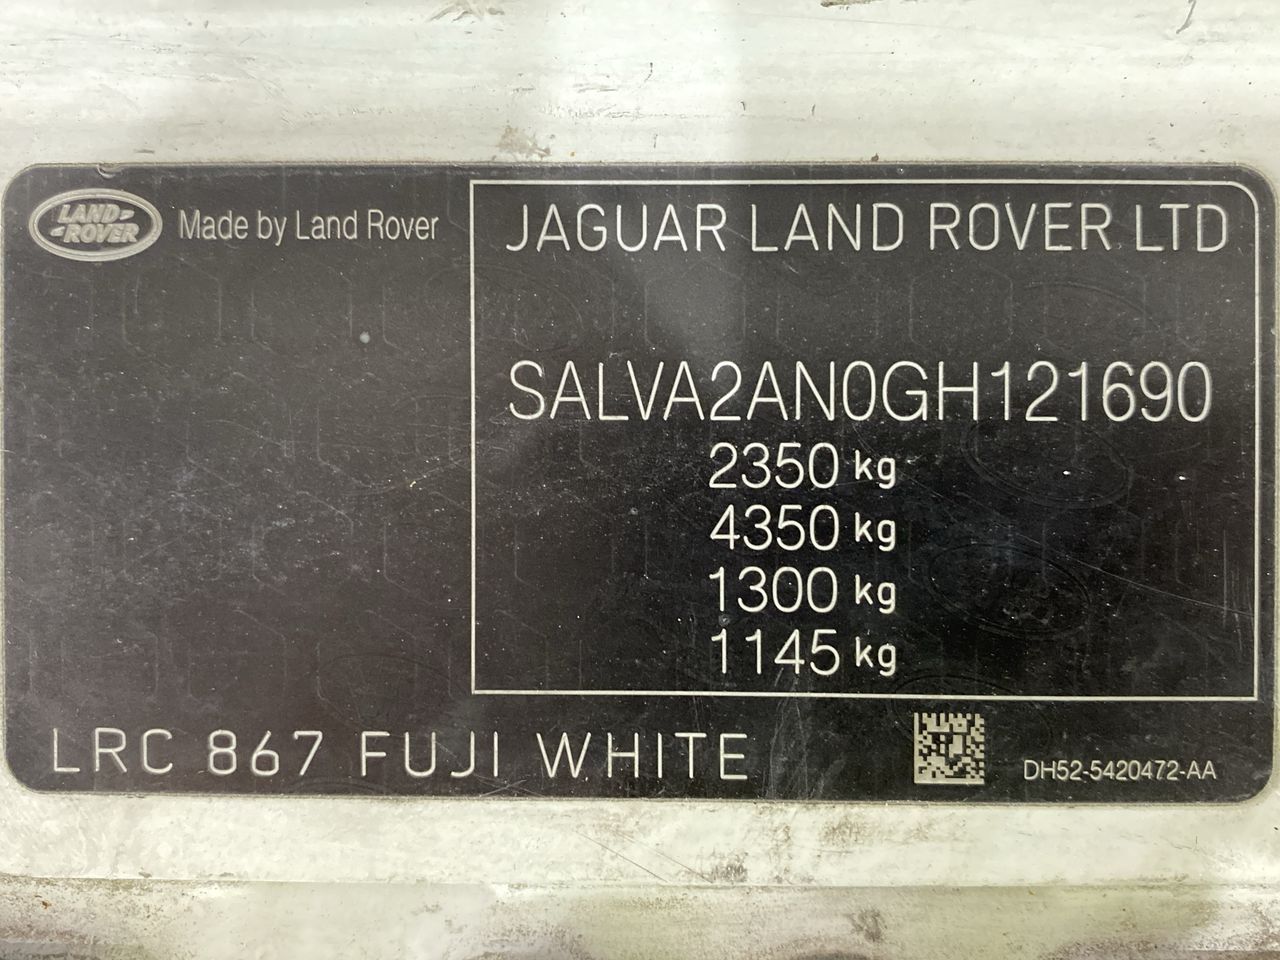 LAND
ROVER
Made by Land Rover
JAGUAR LAND ROVER LTD
SALVA2AN0GH121690
2350 kg
4350 kg
1300 kg
1145 kg
LRC 867 FUJI WHITE
DH52-5420472-AA